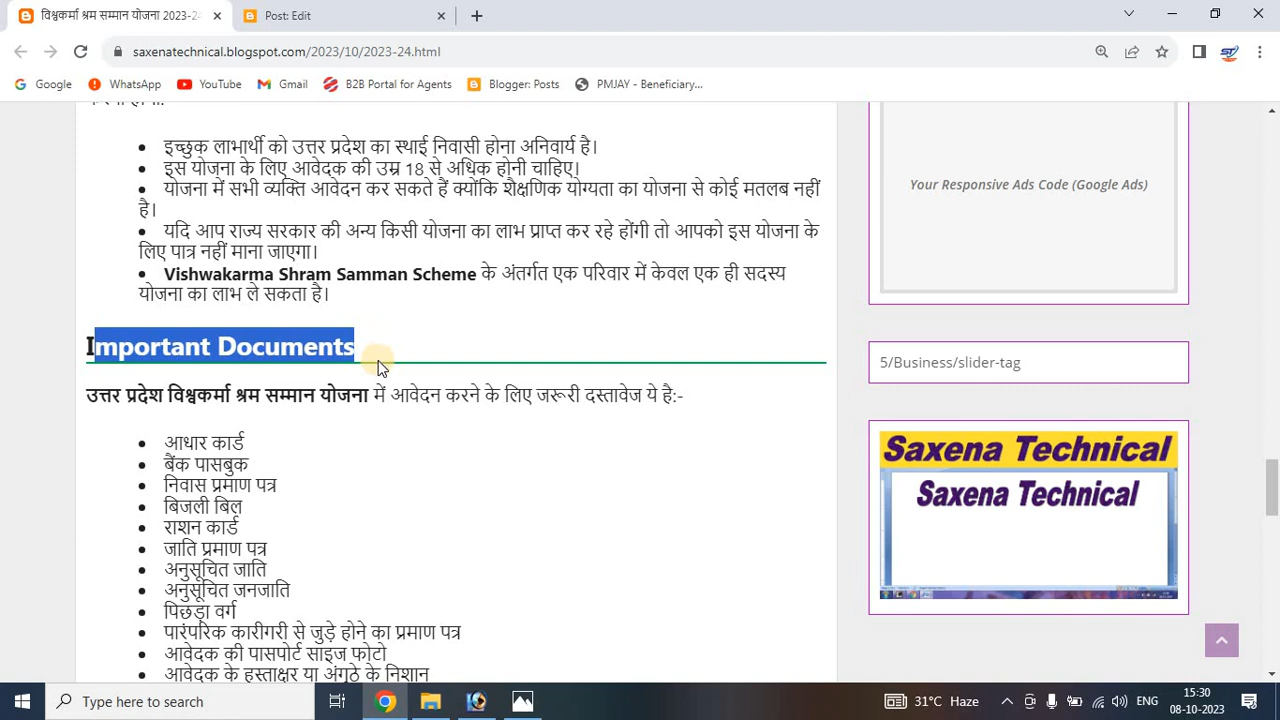 विश्वकर्मा श्रम सम्मान योजना 2023-24
Post: Edit
saxenatechnical.blogspot.com/2023/10/2023-24.html
Google
WhatsApp
YouTube
Gmail
B2B Portal for Agents
Blogger: Posts
PMJAY - Beneficiary...
इच्छुक लाभार्थी को उत्तर प्रदेश का स्थाई निवासी होना अनिवार्य है।
इस योजना के लिए आवेदक की उम्र 18 से अधिक होनी चाहिए।
योजना में सभी व्यक्ति आवेदन कर सकते हैं क्योंकि शैक्षणिक योग्यता का योजना से कोई मतलब नहीं
है।
यदि आप राज्य सरकार की अन्य किसी योजना का लाभ प्राप्त कर रहे होंगी तो आपको इस योजना के
लिए पात्र नहीं माना जाएगा।
Vishwakarma Shram Samman Scheme के अंतर्गत एक परिवार में केवल एक ही सदस्य
योजना का लाभ ले सकता है।
Important Documents
उत्तर प्रदेश विश्वकर्मा श्रम सम्मान योजना में आवेदन करने के लिए जरूरी दस्तावेज ये है:-
आधार कार्ड
बैंक पासबुक
निवास प्रमाण पत्र
बिजली बिल
राशन कार्ड
जाति प्रमाण पत्र
अनुसूचित जाति
अनुसूचित जनजाति
पिछड़ा वर्ग
पारंपरिक कारीगरी से जुड़े होने का प्रमाण पत्र
आवेदक की पासपोर्ट साइज फोटो
आवेदक के हस्ताक्षर या अंगूठे के निशान
Your Responsive Ads Code (Google Ads)
5/Business/slider-tag
Saxena Technical
Saxena Technical
Type here to search
31°C Haze
ENG
15:30
08-10-2023